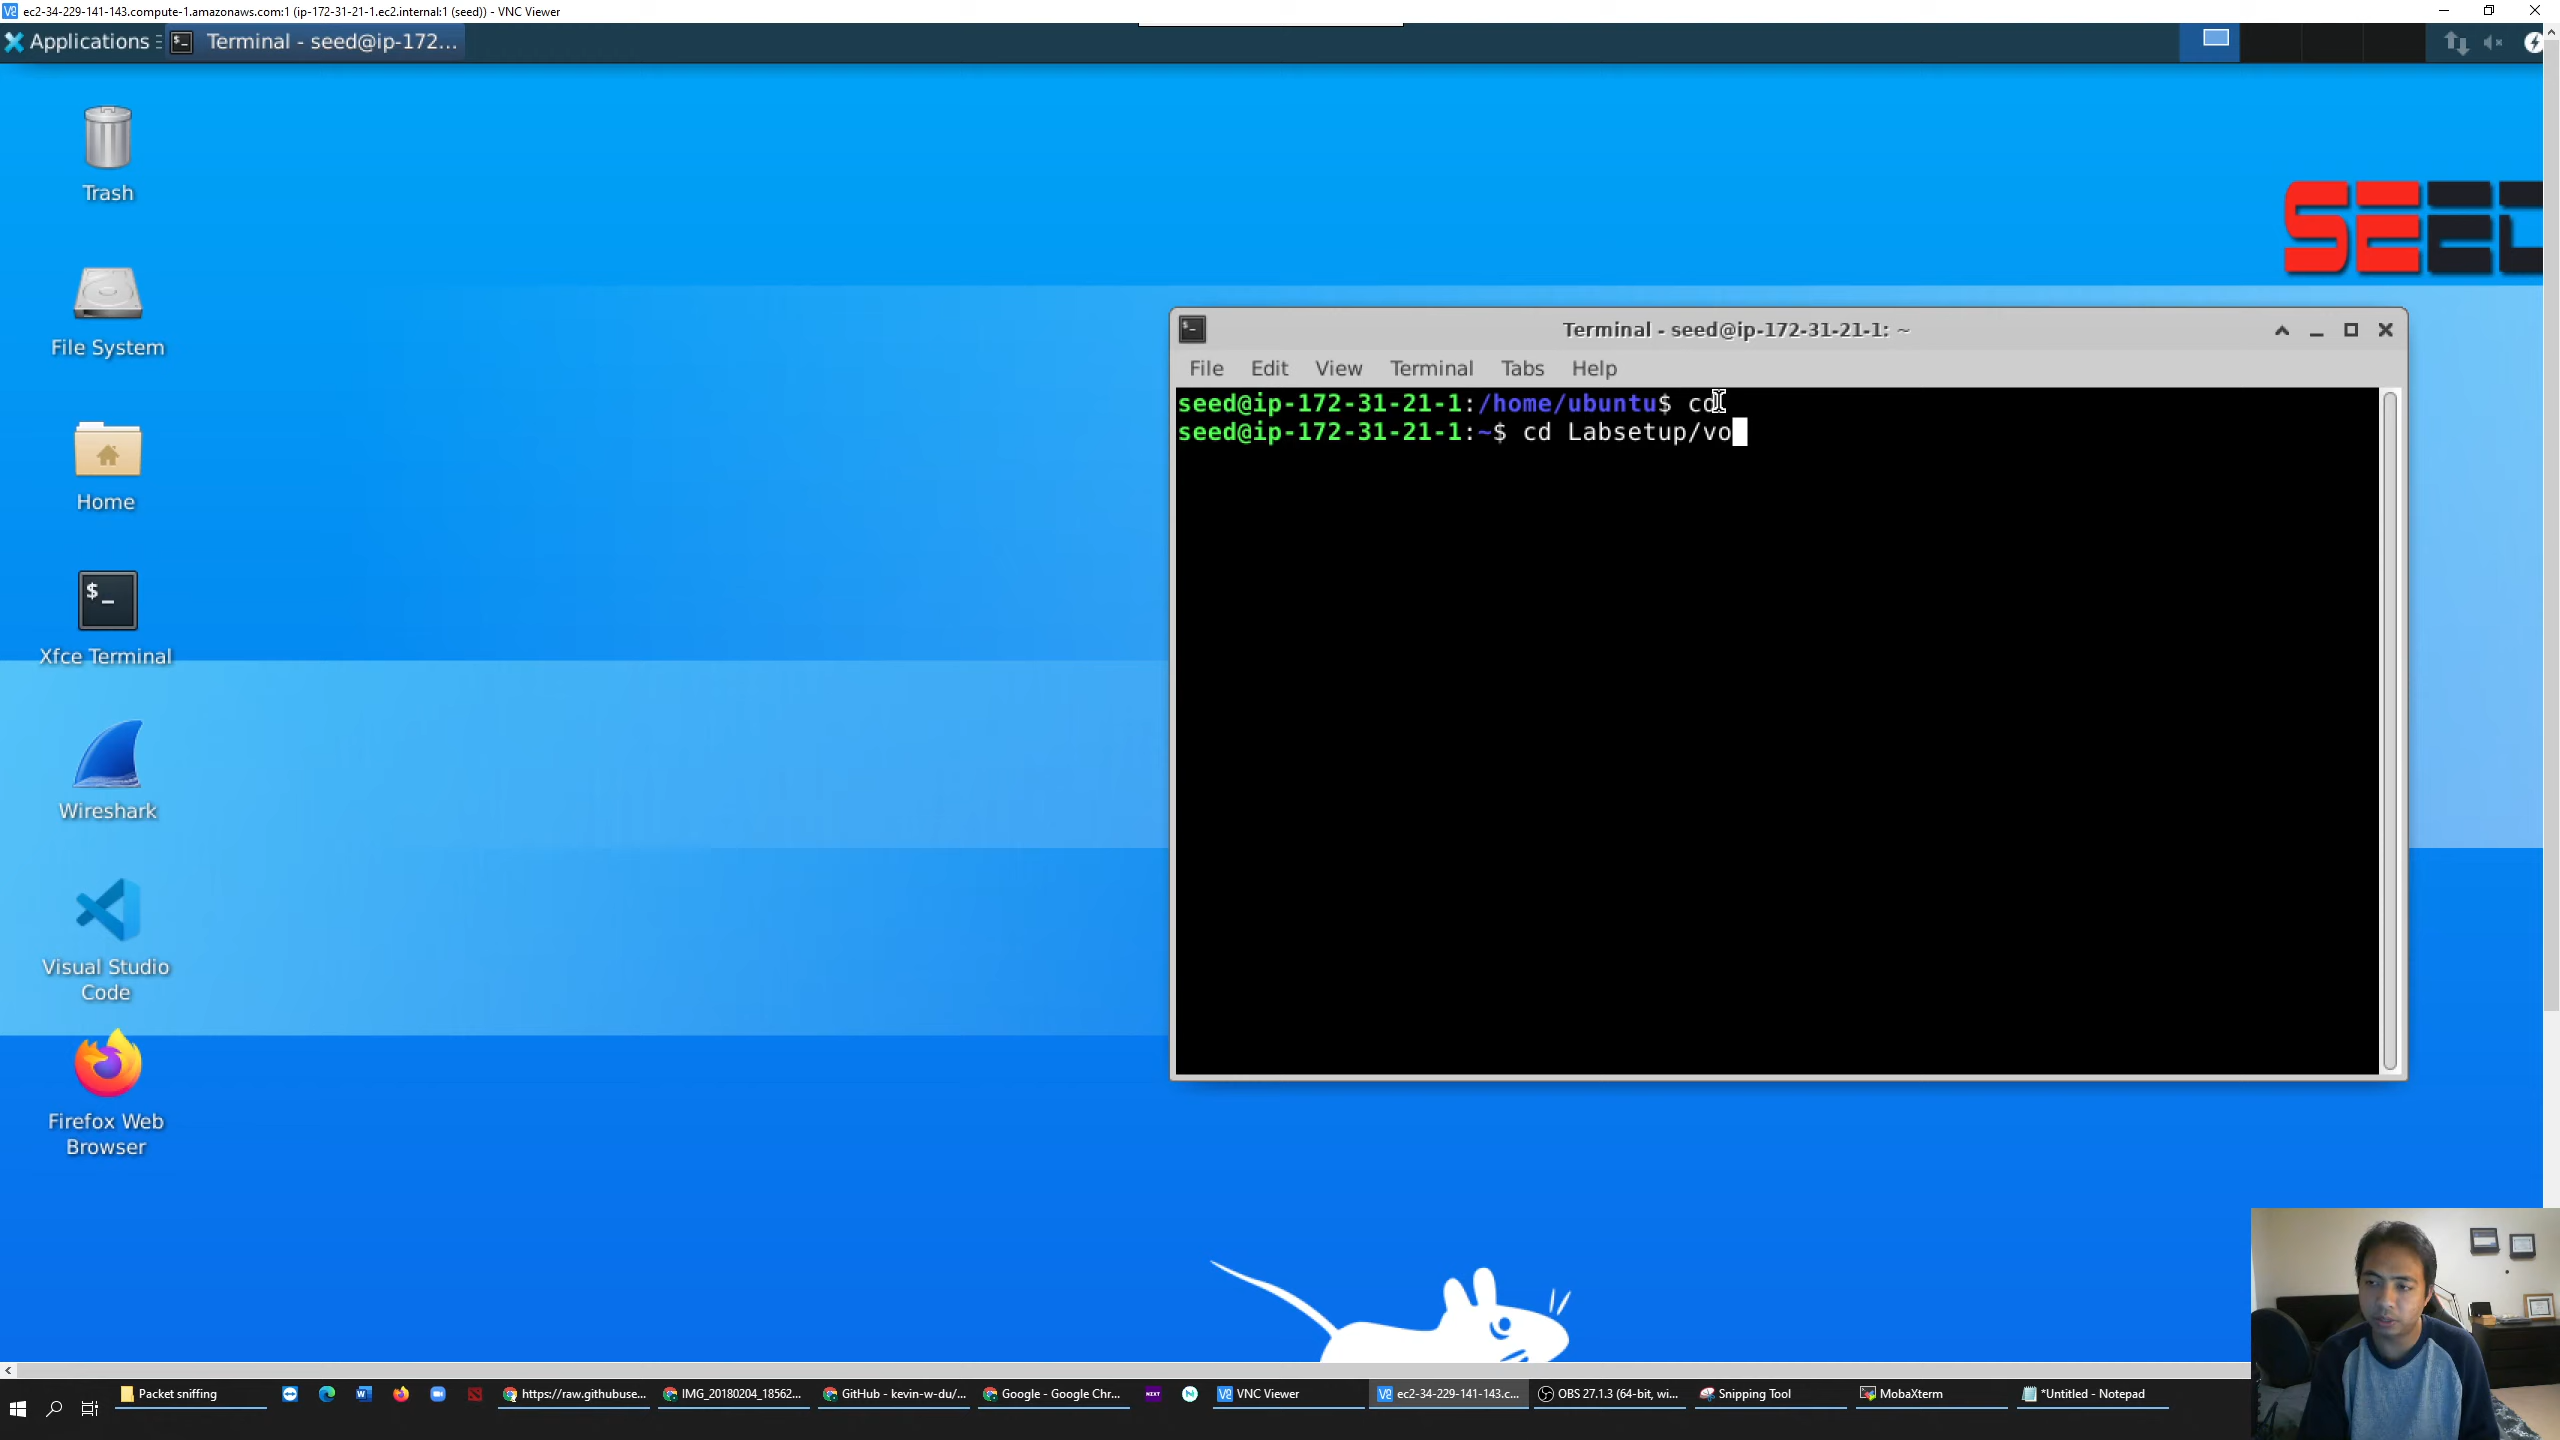 ec2-34-229-141-143.compute-1.amazonaws.com:1 (ip-172-31-21-1.ec2.internal:1 (seed)) - VNC Viewer
Applications
Terminal - seed@ip-172...
Trash
File System
Home
Xfce Terminal
Wireshark
Visual Studio
Code
Firefox Web
Browser
SEED
Terminal - seed@ip-172-31-21-1: ~
File Edit View Terminal Tabs Help
seed@ip-172-31-21-1:/home/ubuntu$ cd
seed@ip-172-31-21-1:~$ cd Labsetup/vo
Packet sniffing
https://raw.githubuse...
IMG_20180204_18562...
GitHub - kevin-w-du/...
Google - Google Chr...
NEXT
VNC Viewer
ec2-34-229-141-143.c...
OBS 27.1.3 (64-bit, wi...
Snipping Tool
MobaXterm
*Untitled - Notepad